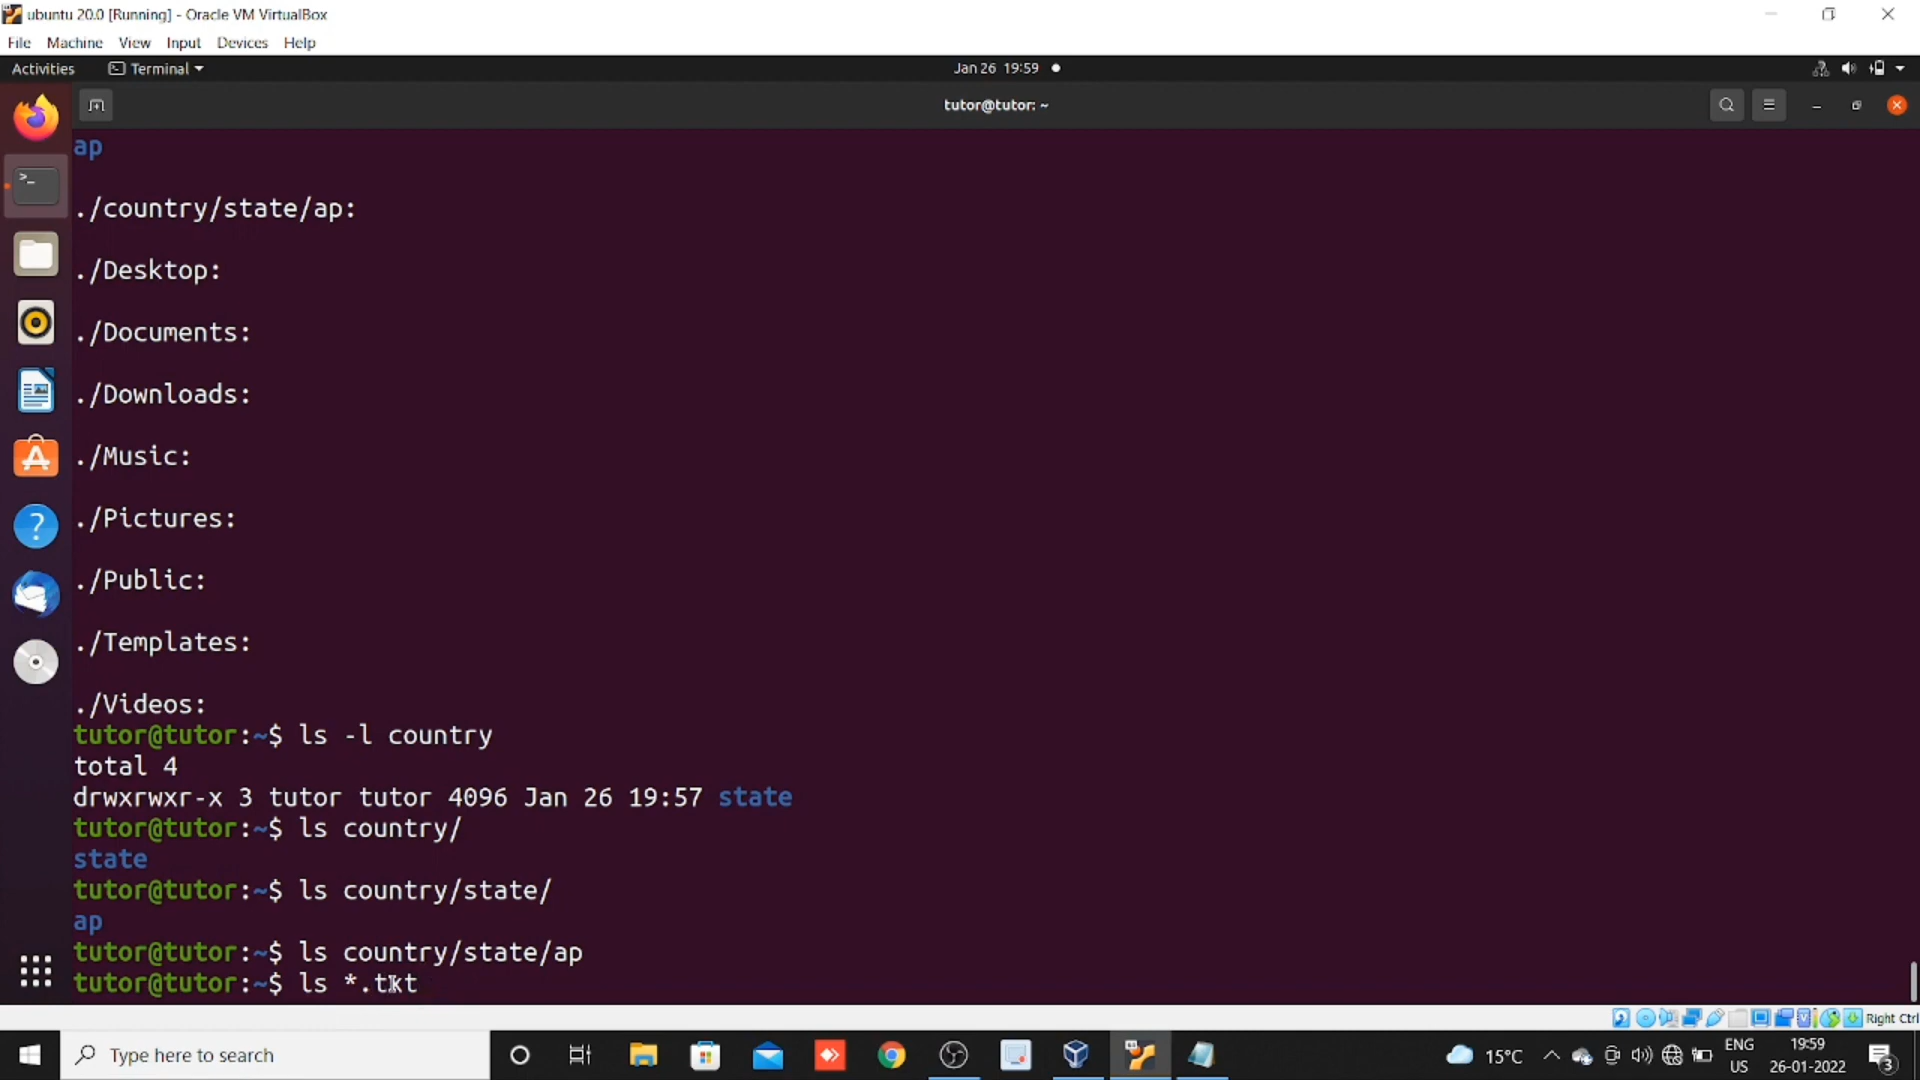 ubuntu 20.0 [Running] - Oracle VM VirtualBox
File Machine View Input Devices Help
Activities Terminal Jan 26 19:59
tutor@tutor: ~
ap
./country/state/ap:
./Desktop:
./Documents:
./Downloads:
./Music:
./Pictures:
./Public:
./Templates:
./Videos:
tutor@tutor:~$ ls -l country
total 4
drwxrwxr-x 3 tutor tutor 4096 Jan 26 19:57 state
tutor@tutor:~$ ls country/
state
tutor@tutor:~$ ls country/state/
ap
tutor@tutor:~$ ls country/state/ap
tutor@tutor:~$ ls *.txt
Right Ctrl
Type here to search 15°C ENG 19:59
US 26-01-2022 3